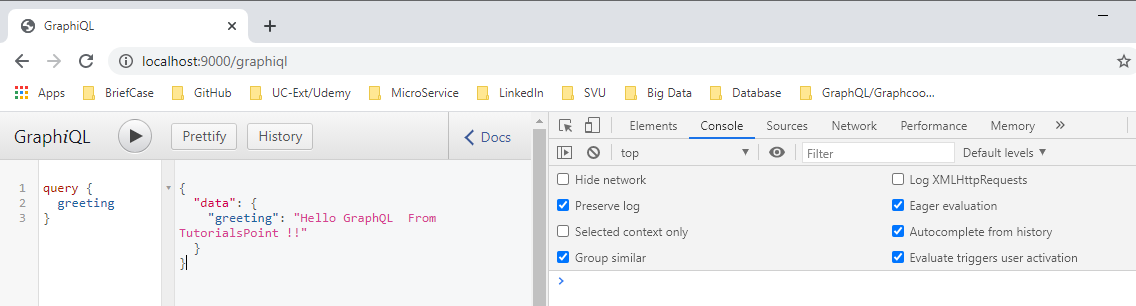 GraphiQL
localhost:9000/graphiql
Apps BriefCase GitHub UC-Ext/Udemy MicroService LinkedIn SVU Big Data Database GraphQL/Graphcoo...
GraphiQL Prettify History Docs
1 query {
2 greeting
3 }
{
"data": {
"greeting": "Hello GraphQL  From
TutorialsPoint !!"
}
}
Elements Console Sources Network Performance Memory »
top Filter Default levels
Hide network Log XMLHttpRequests
Preserve log Eager evaluation
Selected context only Autocomplete from history
Group similar Evaluate triggers user activation